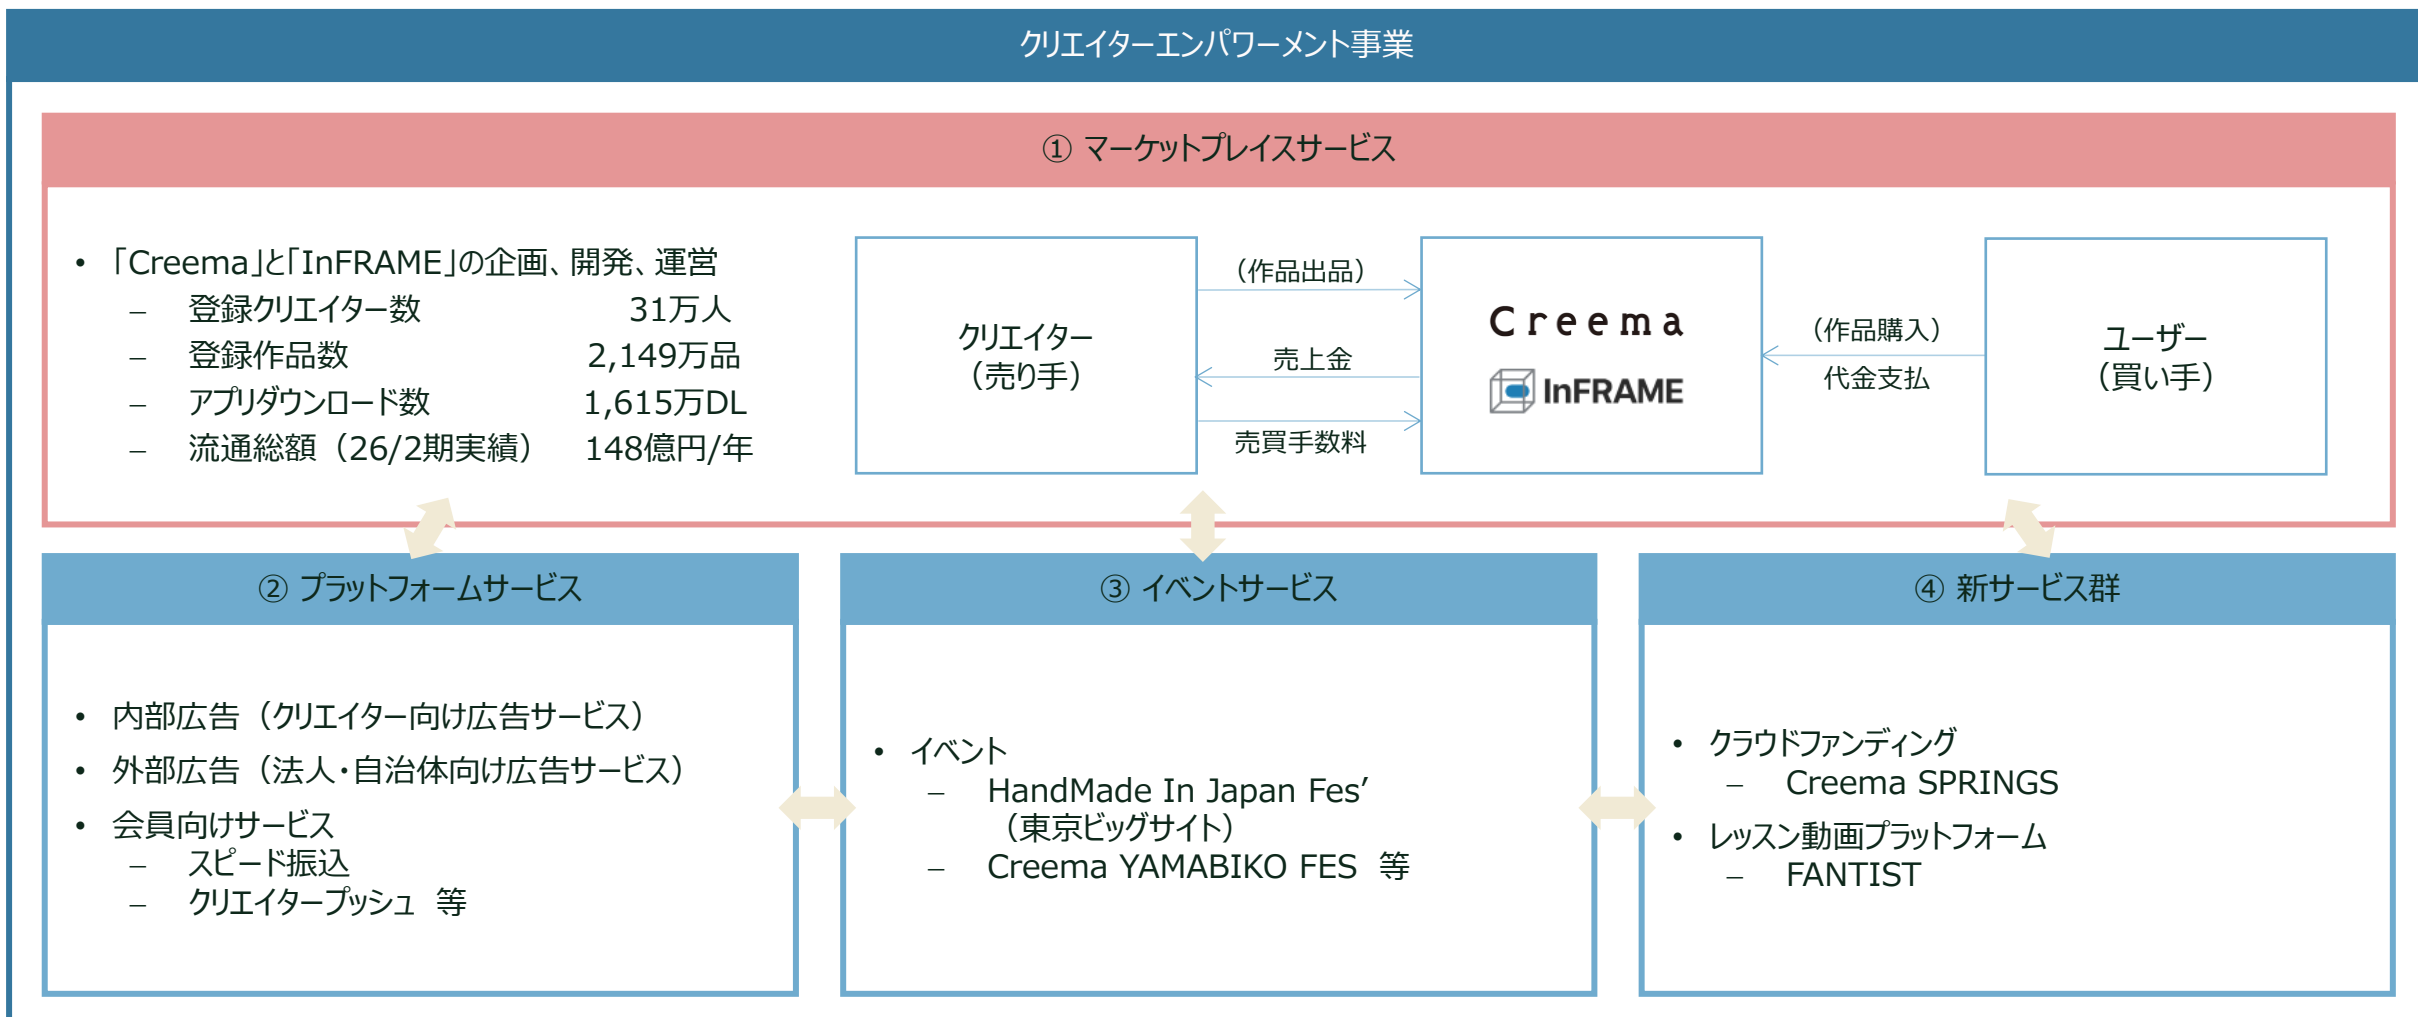 クリエイターエンパワーメント事業
① マーケットプレイスサービス
• 「Creema」と「InFRAME」の企画、開発、運営
– 登録クリエイター数 31万人
– 登録作品数 2,149万品
– アプリダウンロード数 1,615万DL
– 流通総額（26/2期実績） 148億円/年
クリエイター
（売り手）
（作品出品）
売上金
売買手数料
Creema
InFRAME
（作品購入）
代金支払
ユーザー
（買い手）
② プラットフォームサービス
• 内部広告（クリエイター向け広告サービス）
• 外部広告（法人・自治体向け広告サービス）
• 会員向けサービス
– スピード振込
– クリエイタープッシュ 等
③ イベントサービス
• イベント
– HandMade In Japan Fes’
（東京ビッグサイト）
– Creema YAMABIKO FES 等
④ 新サービス群
• クラウドファンディング
– Creema SPRINGS
• レッスン動画プラットフォーム
– FANTIST